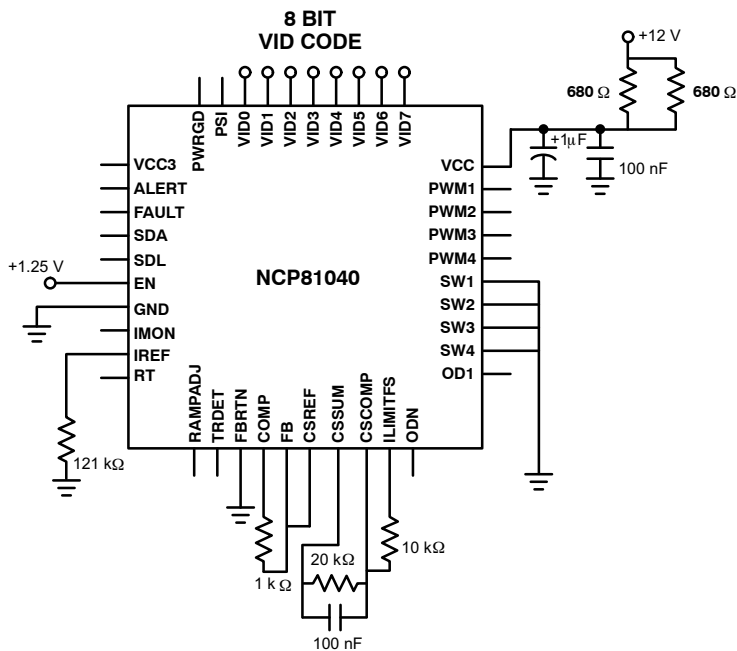 8 BIT
VID CODE
+12 V
680 Ω
680 Ω
PWRGD
PSI
VID0
VID1
VID2
VID3
VID4
VID5
VID6
VID7
+1μF
100 nF
VCC3
ALERT
FAULT
SDA
SDL
+1.25 V
EN
GND
IMON
IREF
RT
121 kΩ
NCP81040
VCC
PWM1
PWM2
PWM3
PWM4
SW1
SW2
SW3
SW4
OD1
RAMPADJ
TRDET
FBRTN
COMP
FB
CSREF
CSSUM
CSCOMP
ILIMITFS
ODN
1 kΩ
20 kΩ
10 kΩ
100 nF